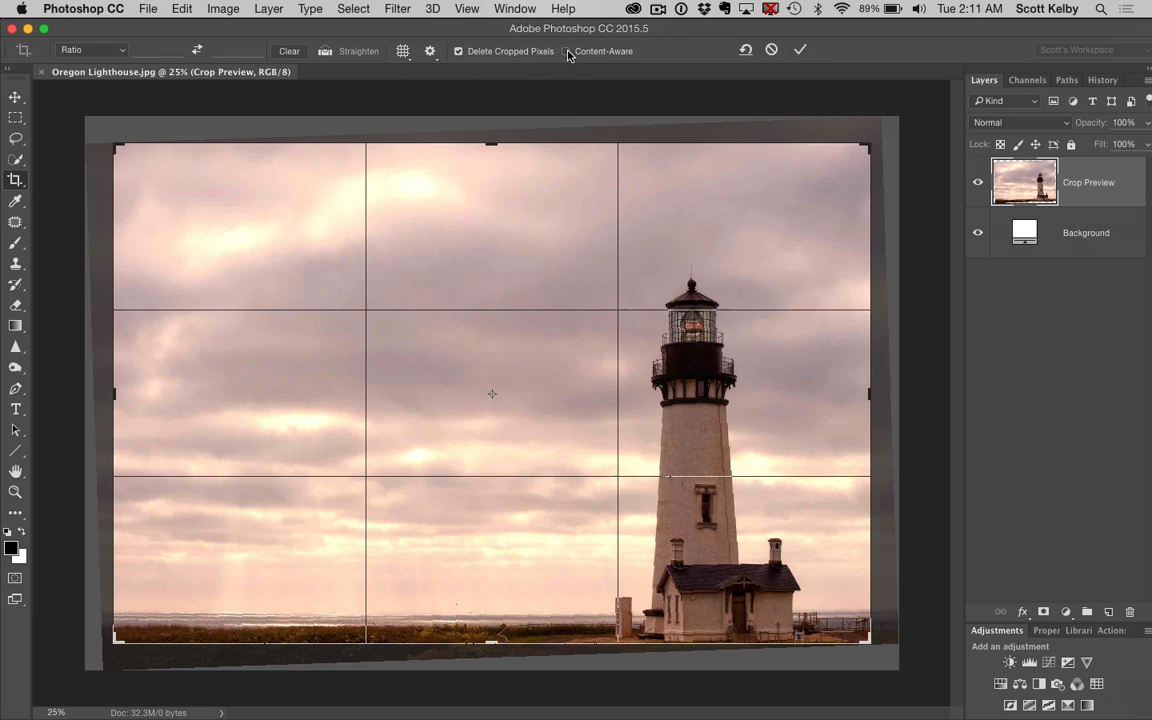 Photoshop CC File Edit Image Layer Type Select Filter 3D View Window Help 89% Tue 2:11 AM Scott Kelby
Adobe Photoshop CC 2015.5
Ratio Clear Straighten Delete Cropped Pixels Content-Aware Scott's Workspace
× Oregon Lighthouse.jpg @ 25% (Crop Preview, RGB/8)
Layers Channels Paths History
Kind
Normal Opacity: 100%
Lock: Fill: 100%
Crop Preview
Background
fx
Adjustments Proper Librari Action:
Add an adjustment
25% Doc: 32.3M/0 bytes